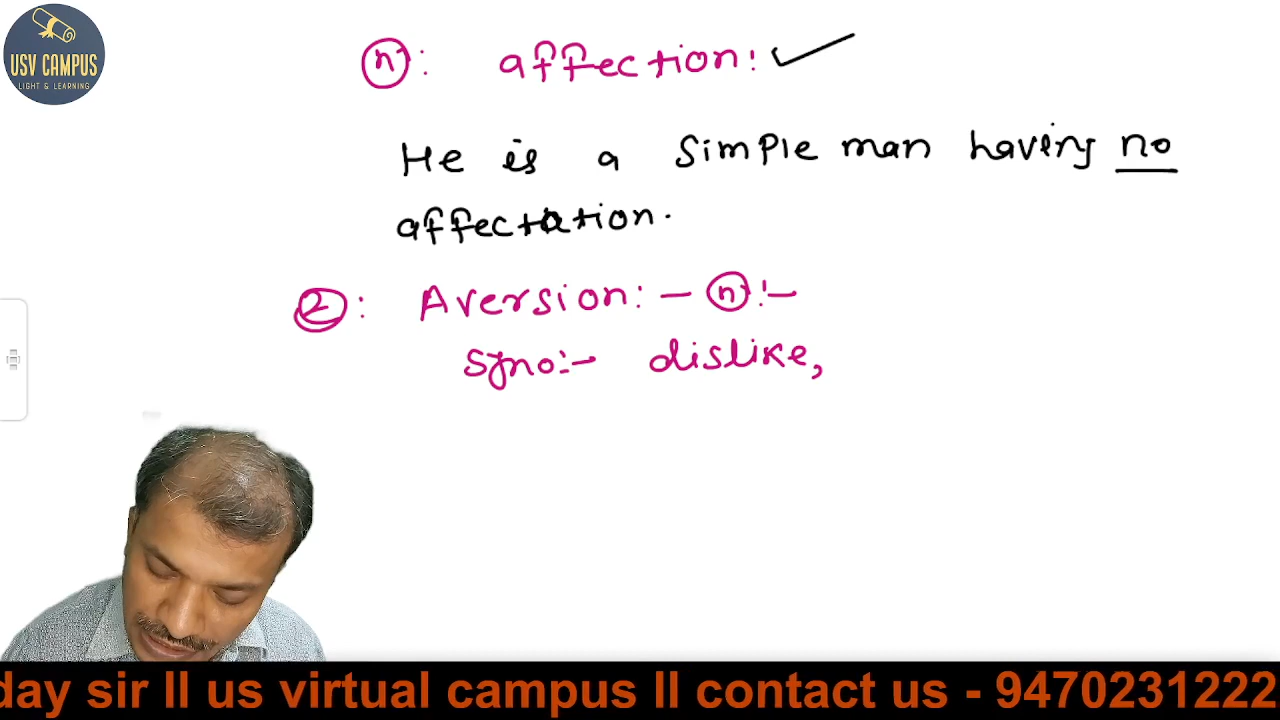 USV CAMPUS
LIGHT & LEARNING
n: affection:
He is a simple man having no
affectation.
2: Aversion:- n:-
Syno:- dislike,
day sir ll us virtual campus ll contact us - 9470231222